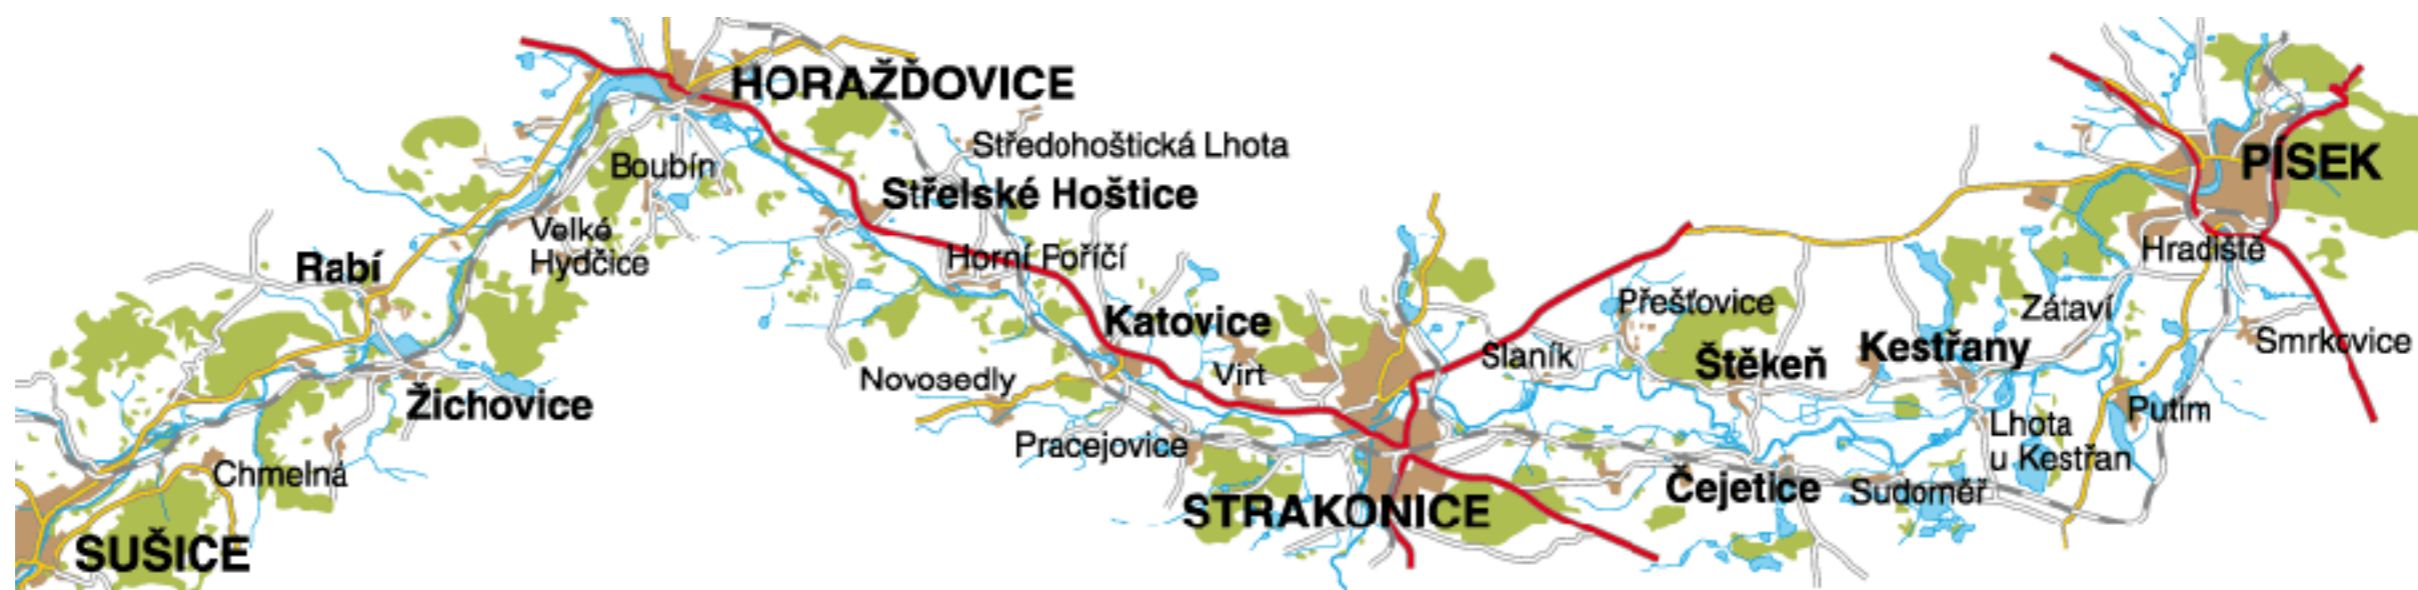 HORAŽĎOVICE
Středohoštická Lhota
Boubín
Střelské Hoštice
Velké
Hydčice
Rabí
Horní Poříčí
Katovice
Novosedly
Virt
Pracejovice
Žichovice
Chmelná
SUŠICE
STRAKONICE
Slaník
Přešťovice
Štěkeň
Kestřany
Čejetice
Sudoměř
Lhota
u Kestřan
Putim
Zátaví
PÍSEK
Hradiště
Smrkovice